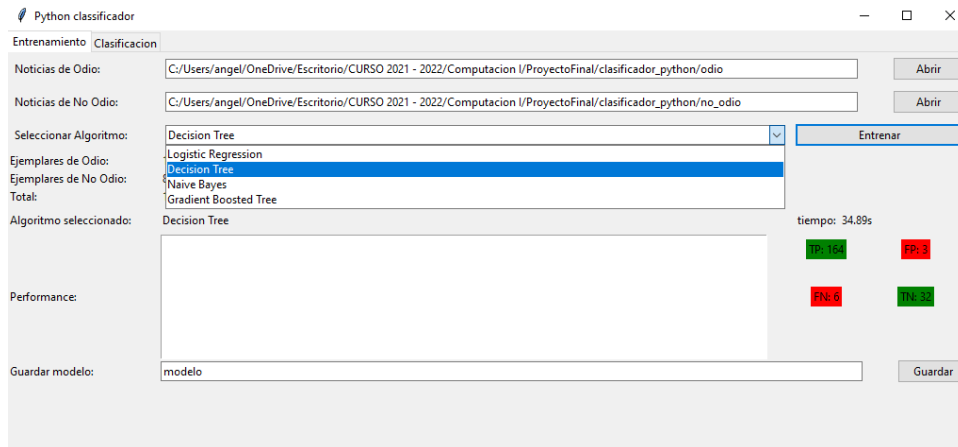 Python classificador
Entrenamiento Clasificacion
Noticias de Odio: C:/Users/angel/OneDrive/Escritorio/CURSO 2021 - 2022/Computacion I/ProyectoFinal/clasificador_python/odio Abrir
Noticias de No Odio: C:/Users/angel/OneDrive/Escritorio/CURSO 2021 - 2022/Computacion I/ProyectoFinal/clasificador_python/no_odio Abrir
Seleccionar Algoritmo: Decision Tree Entrenar
Logistic Regression
Ejemplares de Odio:
Decision Tree
Ejemplares de No Odio:
Naive Bayes
Total:
Gradient Boosted Tree
Algoritmo seleccionado: Decision Tree tiempo: 34.89s
TP: 164 FP: 3
Performance: FN: 6 TN: 32
Guardar modelo: modelo Guardar